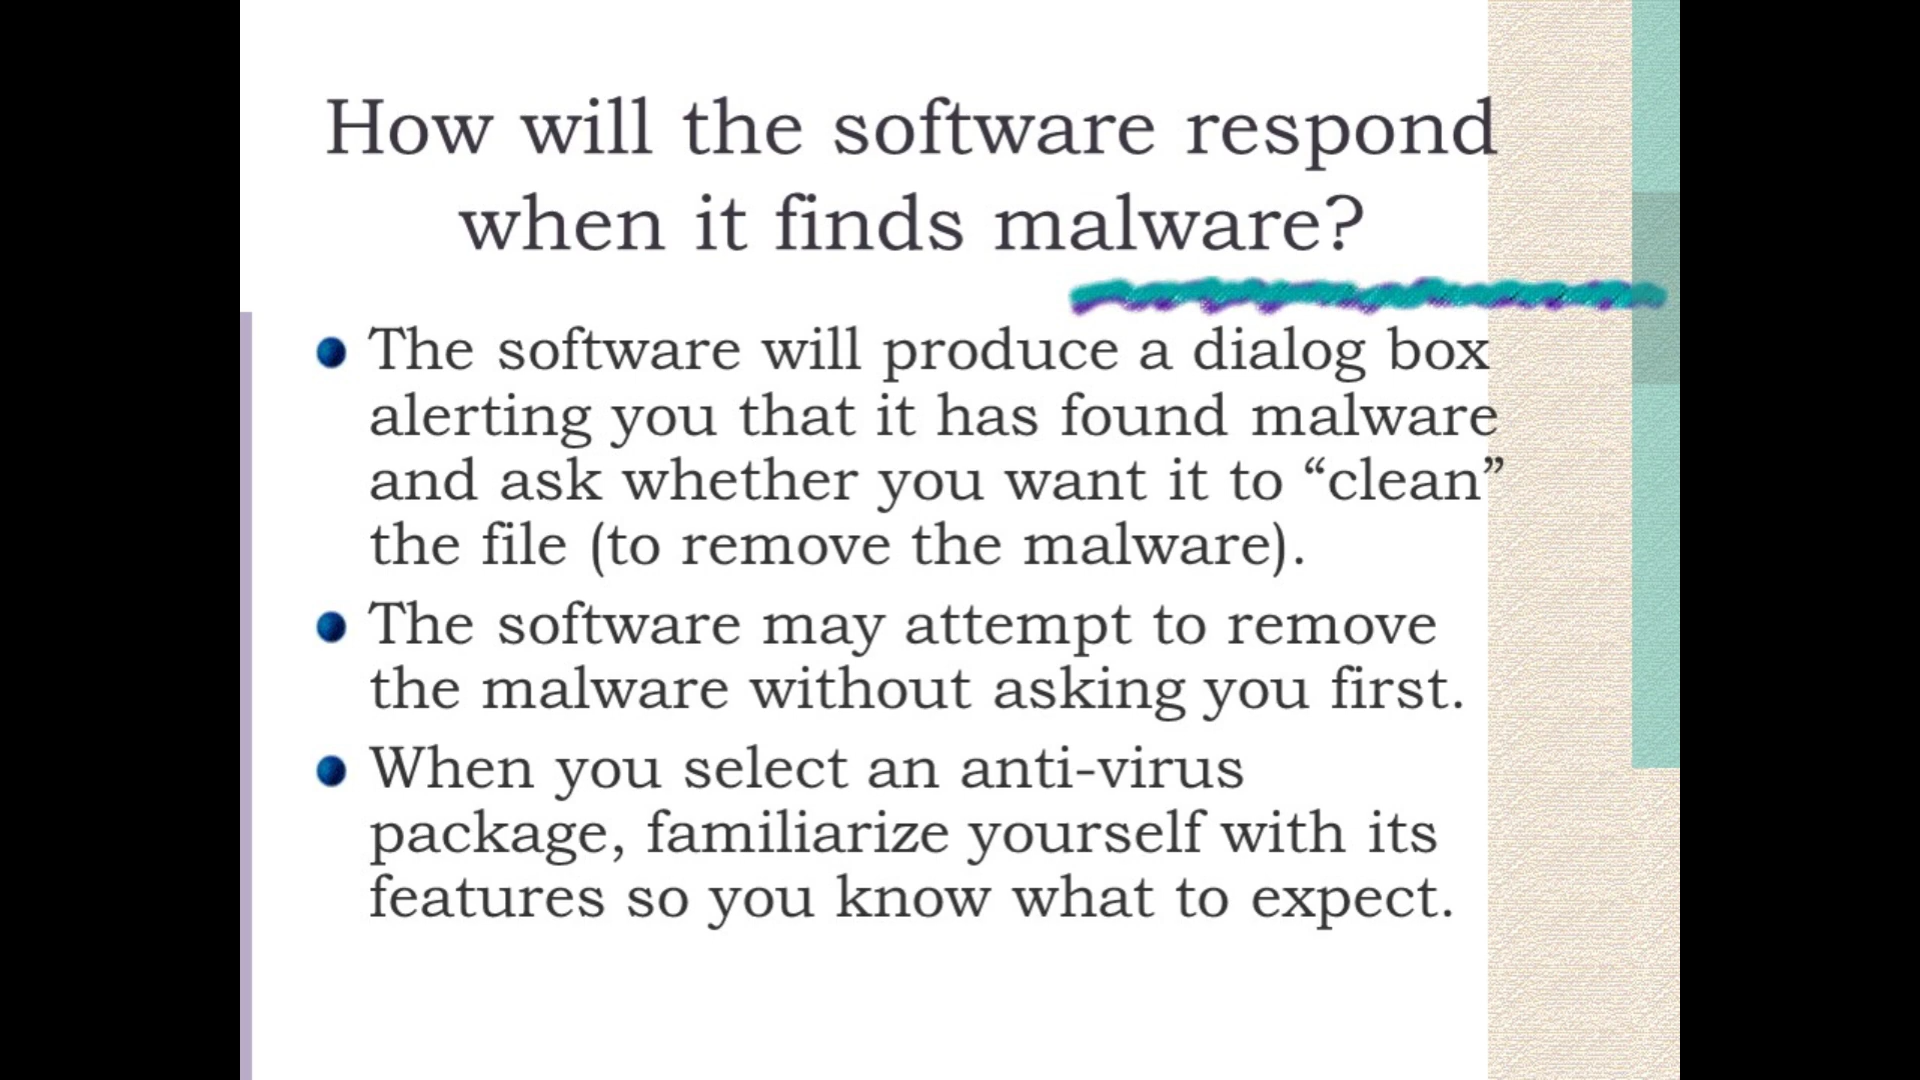 How will the software respond
when it finds malware?
The software will produce a dialog box
alerting you that it has found malware
and ask whether you want it to “clean”
the file (to remove the malware).
The software may attempt to remove
the malware without asking you first.
When you select an anti-virus
package, familiarize yourself with its
features so you know what to expect.